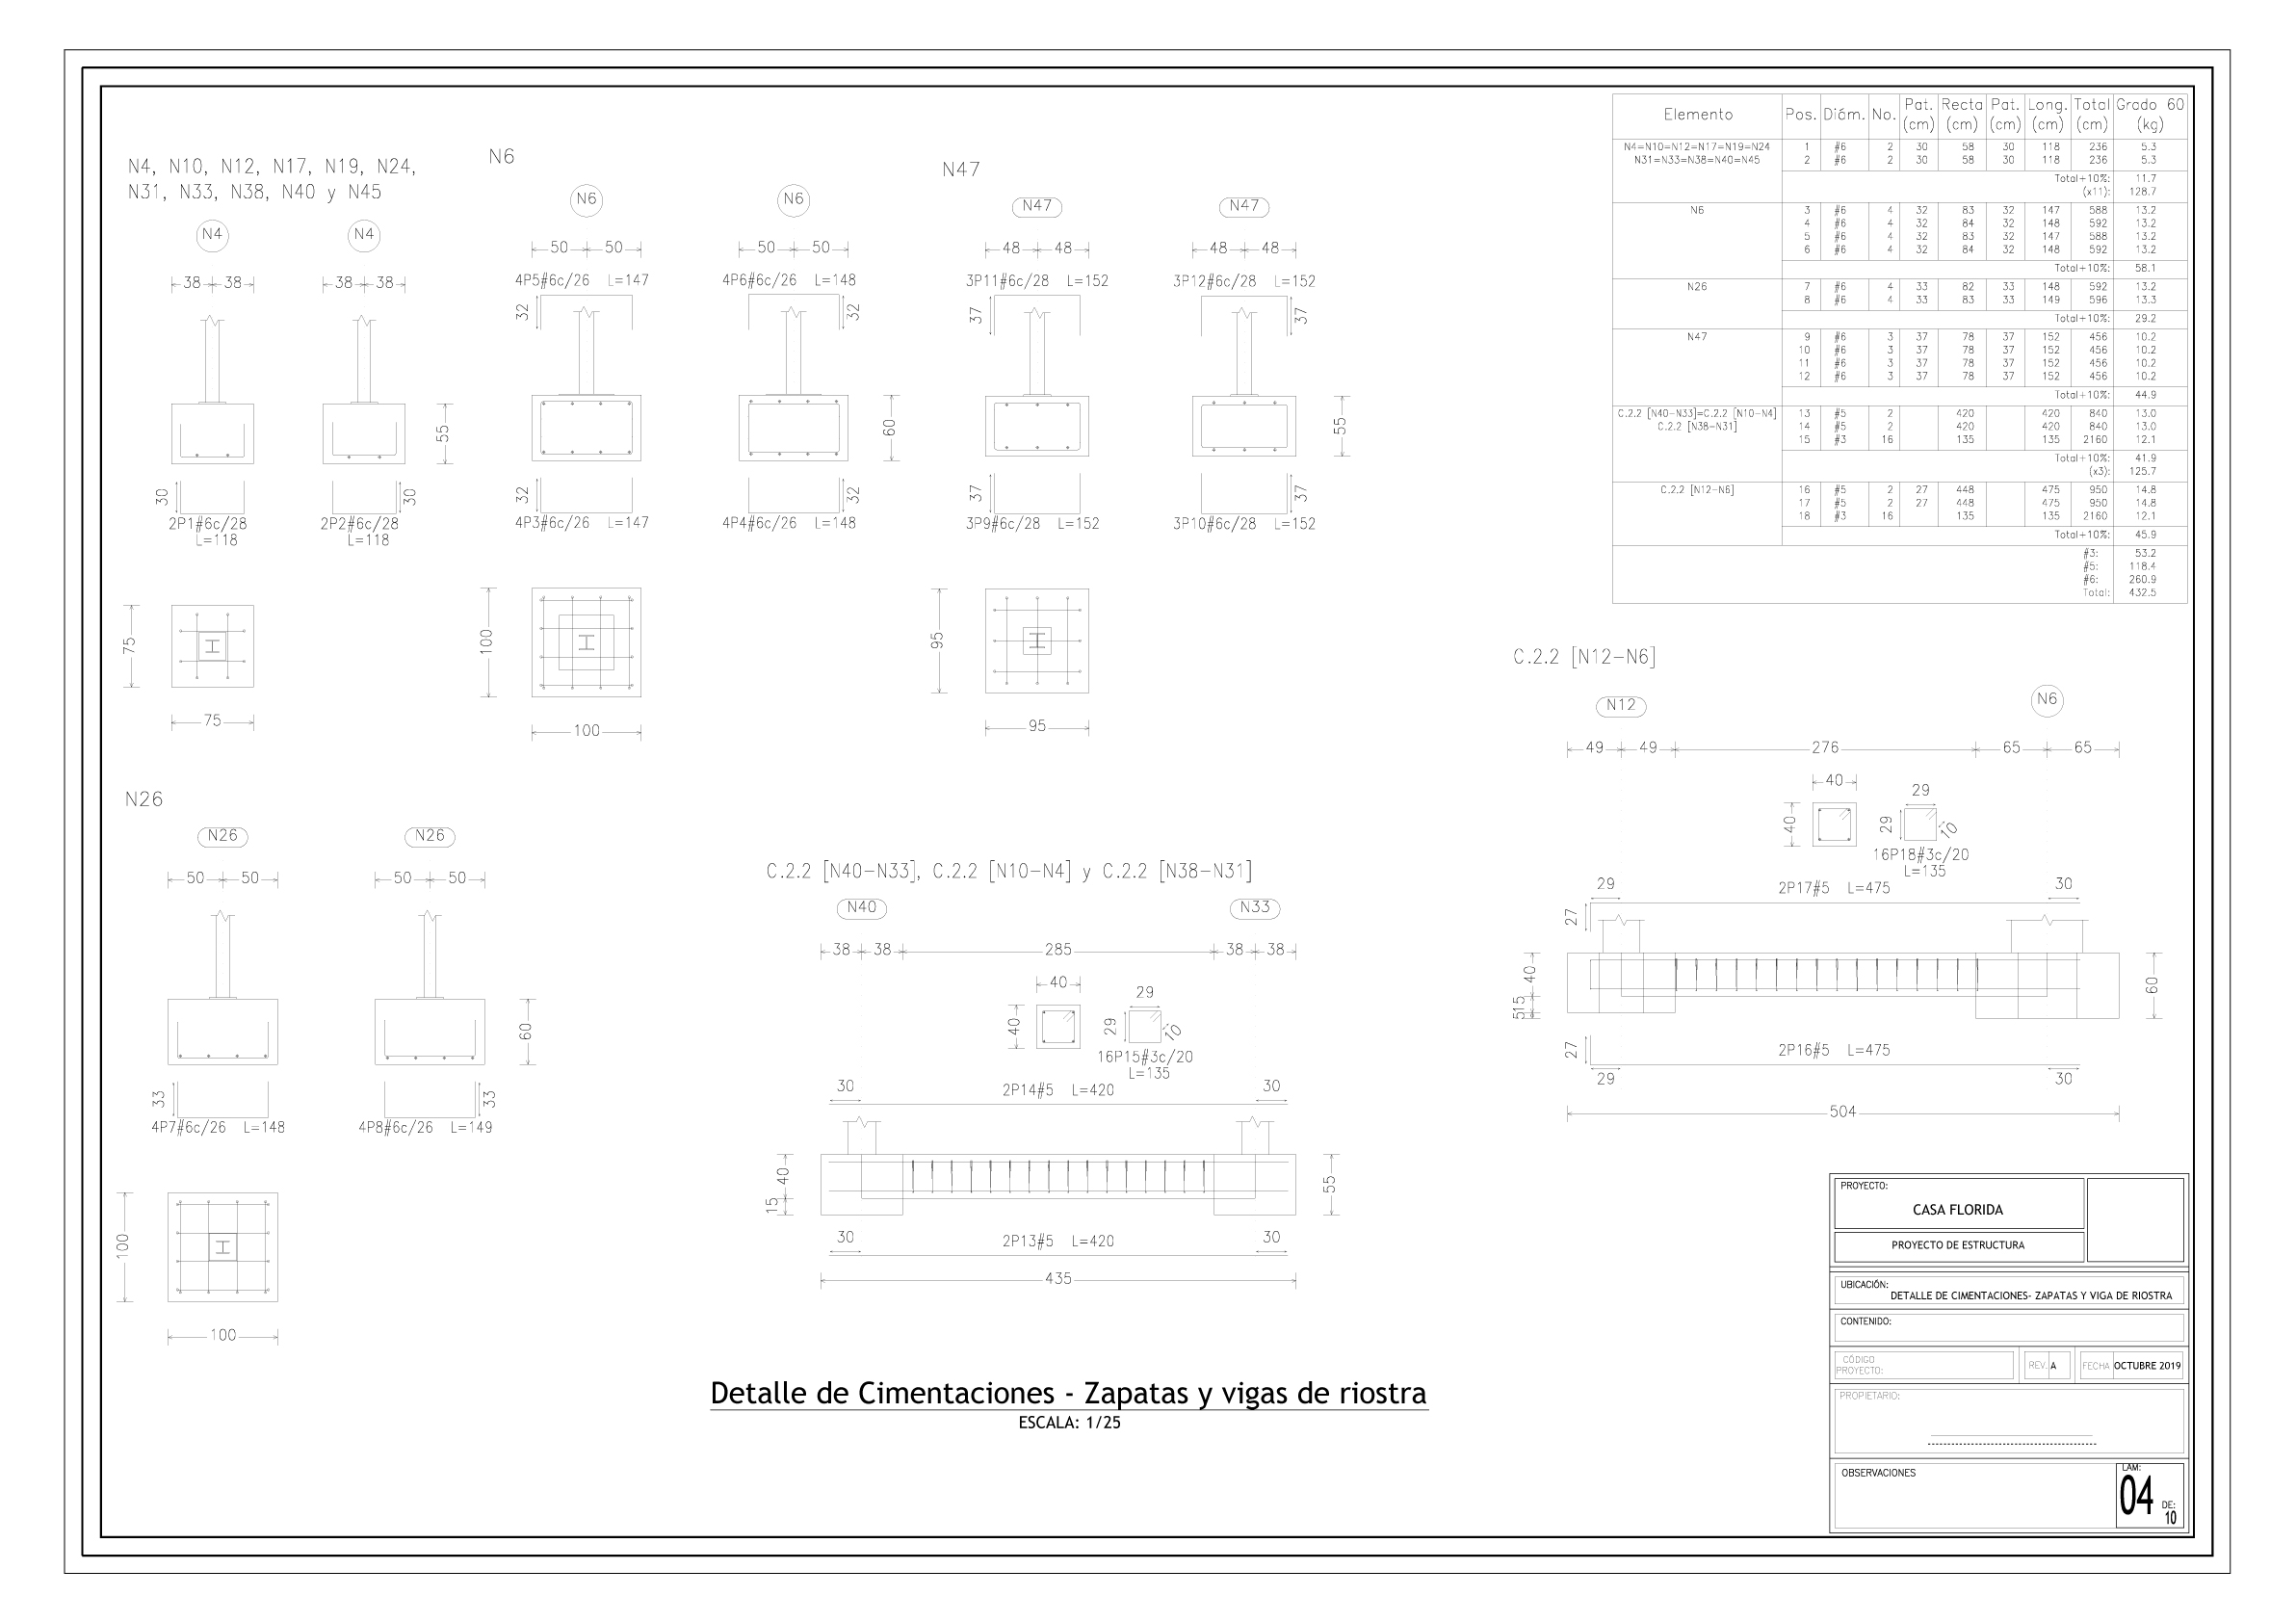 N4, N10, N12, N17, N19, N24,
N31, N33, N38, N40 y N45
N4
N4
38 38
38 38
55
30
30
2P1#6c/28
L=118
2P2#6c/28
L=118
75
75
N6
N6
N6
50 50
50 50
4P5#6c/26 L=147
4P6#6c/26 L=148
32
32
60
32
32
4P3#6c/26 L=147
4P4#6c/26 L=148
100
100
N47
N47
N47
48 48
48 48
3P11#6c/28 L=152
3P12#6c/28 L=152
37
37
55
37
37
3P9#6c/28 L=152
3P10#6c/28 L=152
95
95
Elemento Pos. Diám. No. Pat. (cm) Recta (cm) Pat. (cm) Long. (cm) Total (cm) Grado 60 (kg)
N4=N10=N12=N17=N19=N24 1 #6 2 30 58 30 118 236 5.3
N31=N33=N38=N40=N45 2 #6 2 30 58 30 118 236 5.3
Total+10%: 11.7
(x11): 128.7
N6 3 #6 4 32 83 32 147 588 13.2
4 #6 4 32 84 32 148 592 13.2
5 #6 4 32 83 32 147 588 13.2
6 #6 4 32 84 32 148 592 13.2
Total+10%: 58.1
N26 7 #6 4 33 82 33 148 592 13.2
8 #6 4 33 83 33 149 596 13.3
Total+10%: 29.2
N47 9 #6 3 37 78 37 152 456 10.2
10 #6 3 37 78 37 152 456 10.2
11 #6 3 37 78 37 152 456 10.2
12 #6 3 37 78 37 152 456 10.2
Total+10%: 44.9
C.2.2 [N40-N33]=C.2.2 [N10-N4] 13 #5 2 420 420 840 13.0
C.2.2 [N38-N31] 14 #5 2 420 420 840 13.0
15 #3 16 135 135 2160 12.1
Total+10%: 41.9
(x3): 125.7
C.2.2 [N12-N6] 16 #5 2 27 448 475 950 14.8
17 #5 2 27 448 475 950 14.8
18 #3 16 135 135 2160 12.1
Total+10%: 45.9
#3: 53.2
#5: 118.4
#6: 260.9
Total: 432.5
C.2.2 [N12-N6]
N12
N6
49 49 276 65 65
40
40
29
29
10
16P18#3c/20
L=135
29
2P17#5 L=475
30
27
40
15
5
60
27
2P16#5 L=475
29
30
504
N26
N26
N26
50 50
50 50
60
33
33
4P7#6c/26 L=148
4P8#6c/26 L=149
100
100
C.2.2 [N40-N33], C.2.2 [N10-N4] y C.2.2 [N38-N31]
N40
N33
38 38 285 38 38
40
40
29
29
10
16P15#3c/20
L=135
30
2P14#5 L=420
30
40
15
55
30
2P13#5 L=420
30
435
Detalle de Cimentaciones - Zapatas y vigas de riostra
ESCALA: 1/25
PROYECTO:
CASA FLORIDA
PROYECTO DE ESTRUCTURA
UBICACIÓN:
DETALLE DE CIMENTACIONES- ZAPATAS Y VIGA DE RIOSTRA
CONTENIDO:
CÓDIGO
PROYECTO:
REV. A
FECHA OCTUBRE 2019
PROPIETARIO:
OBSERVACIONES
LAM:
04
DE:
10